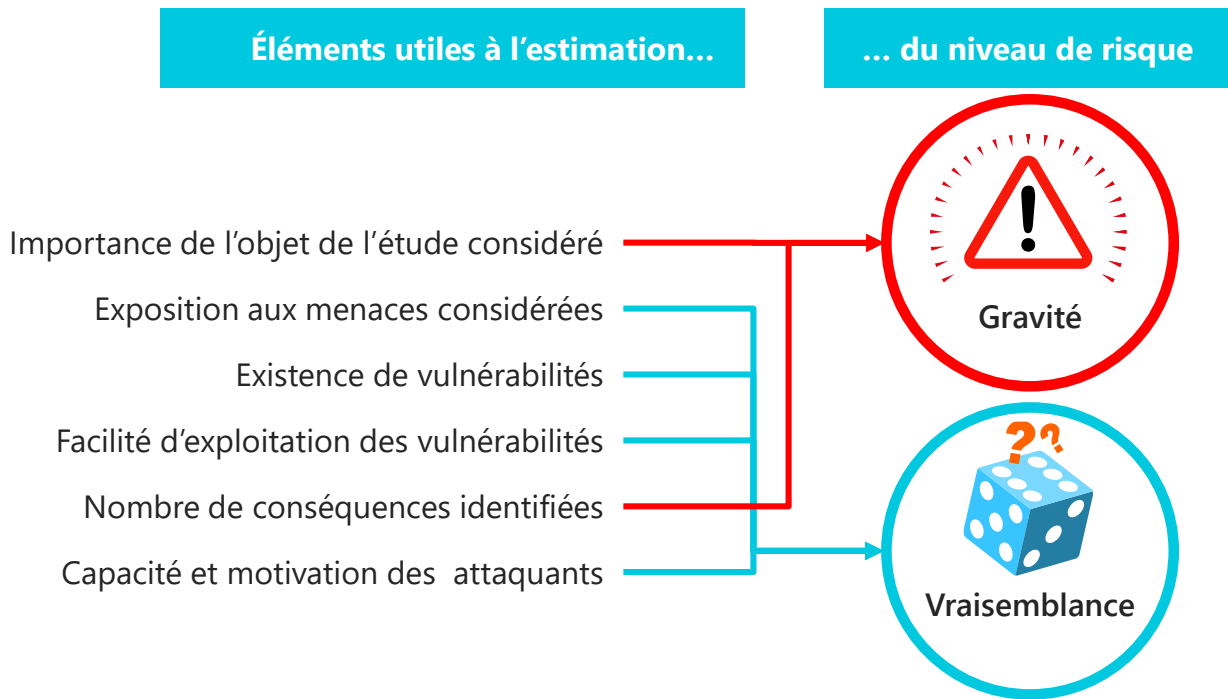 Éléments utiles à l’estimation…
… du niveau de risque
Importance de l’objet de l’étude considéré
Exposition aux menaces considérées
Existence de vulnérabilités
Facilité d’exploitation des vulnérabilités
Nombre de conséquences identifiées
Capacité et motivation des  attaquants
!
Gravité
??
Vraisemblance